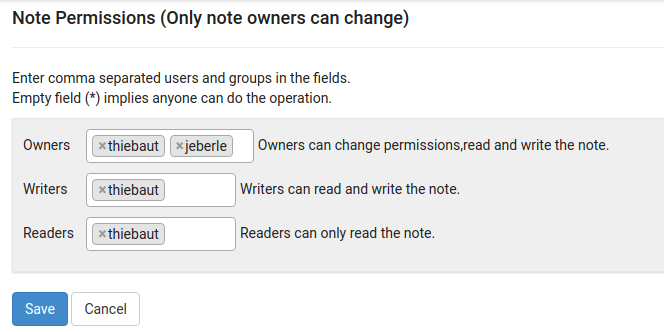 Note Permissions (Only note owners can change)
Enter comma separated users and groups in the fields.
Empty field (*) implies anyone can do the operation.
Owners ×thiebaut ×jeberle Owners can change permissions,read and write the note.
Writers ×thiebaut Writers can read and write the note.
Readers ×thiebaut Readers can only read the note.
Save Cancel